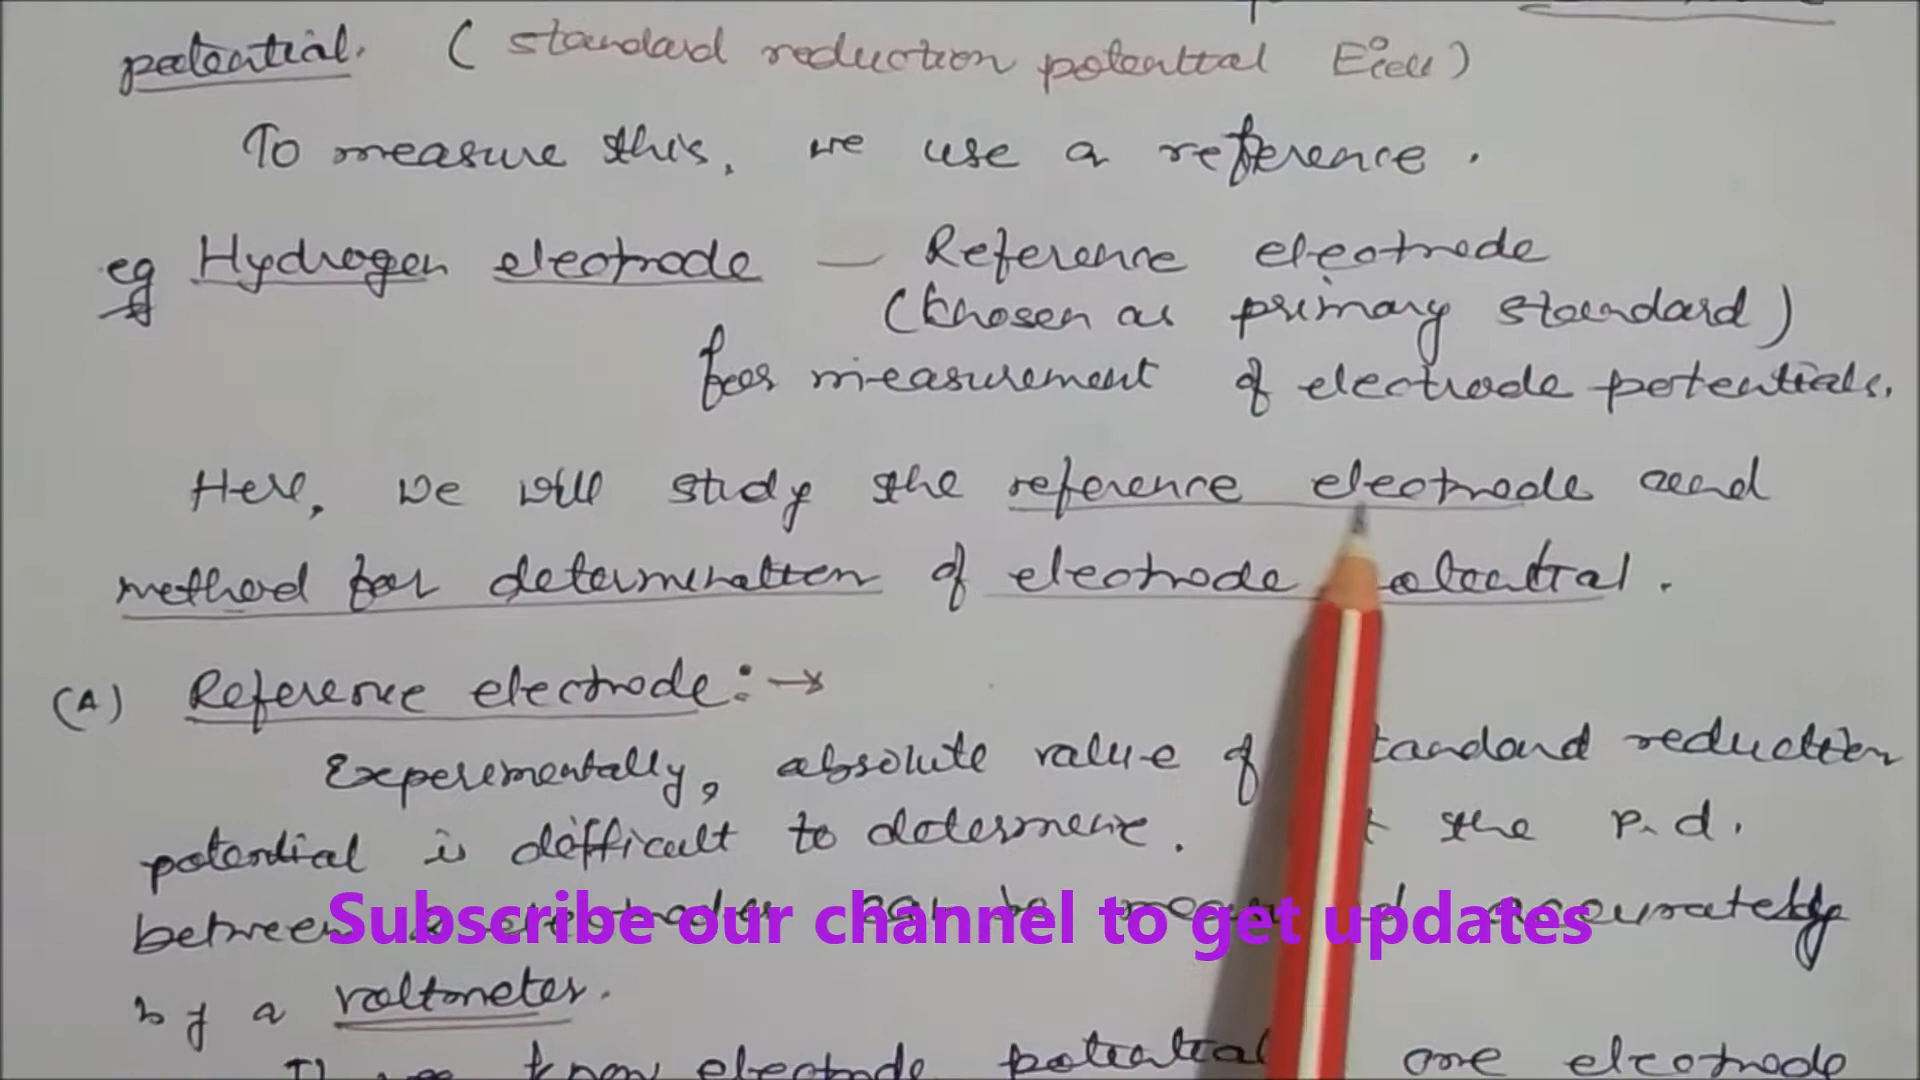 potential. (standard reduction potential E°cell)
To measure this, we use a reference.
eg Hydrogen electrode — Reference electrode
(Chosen as primary standard)
for measurement of electrode potentials.
Here, we will study the reference electrode and
method for determination of electrode potential.
(A) Reference electrode:→
Experimentally, absolute value of standard reduction
potential is difficult to determine. the p.d.
between accurately
Subscribe our channel to get updates
by a voltmeter.
know electrode potential one electrode